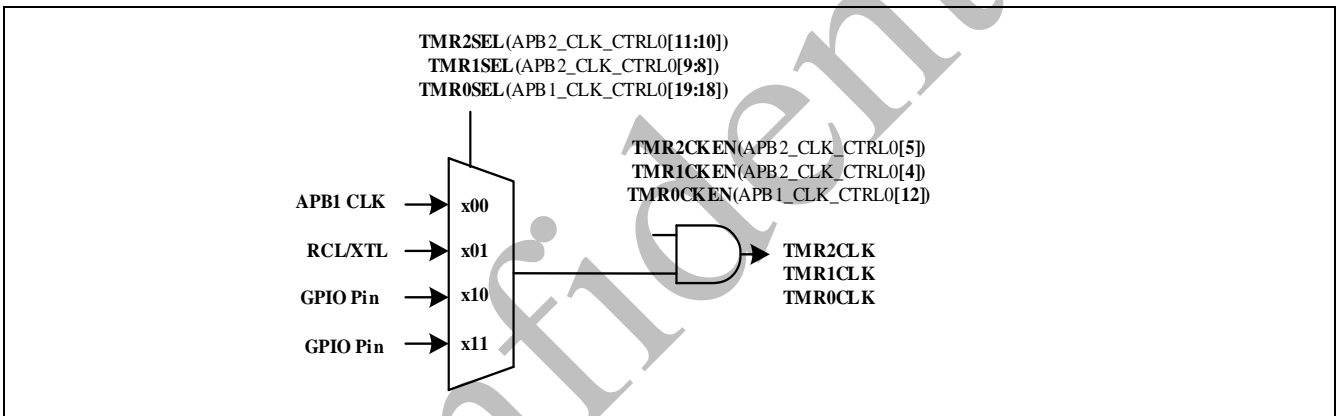 TMR2SEL(APB2_CLK_CTRL0[11:10])
TMR1SEL(APB2_CLK_CTRL0[9:8])
TMR0SEL(APB1_CLK_CTRL0[19:18])
TMR2CKEN(APB2_CLK_CTRL0[5])
TMR1CKEN(APB2_CLK_CTRL0[4])
TMR0CKEN(APB1_CLK_CTRL0[12])
APB1 CLK
x00
RCL/XTL
x01
GPIO Pin
x10
GPIO Pin
x11
TMR2CLK
TMR1CLK
TMR0CLK
nfident